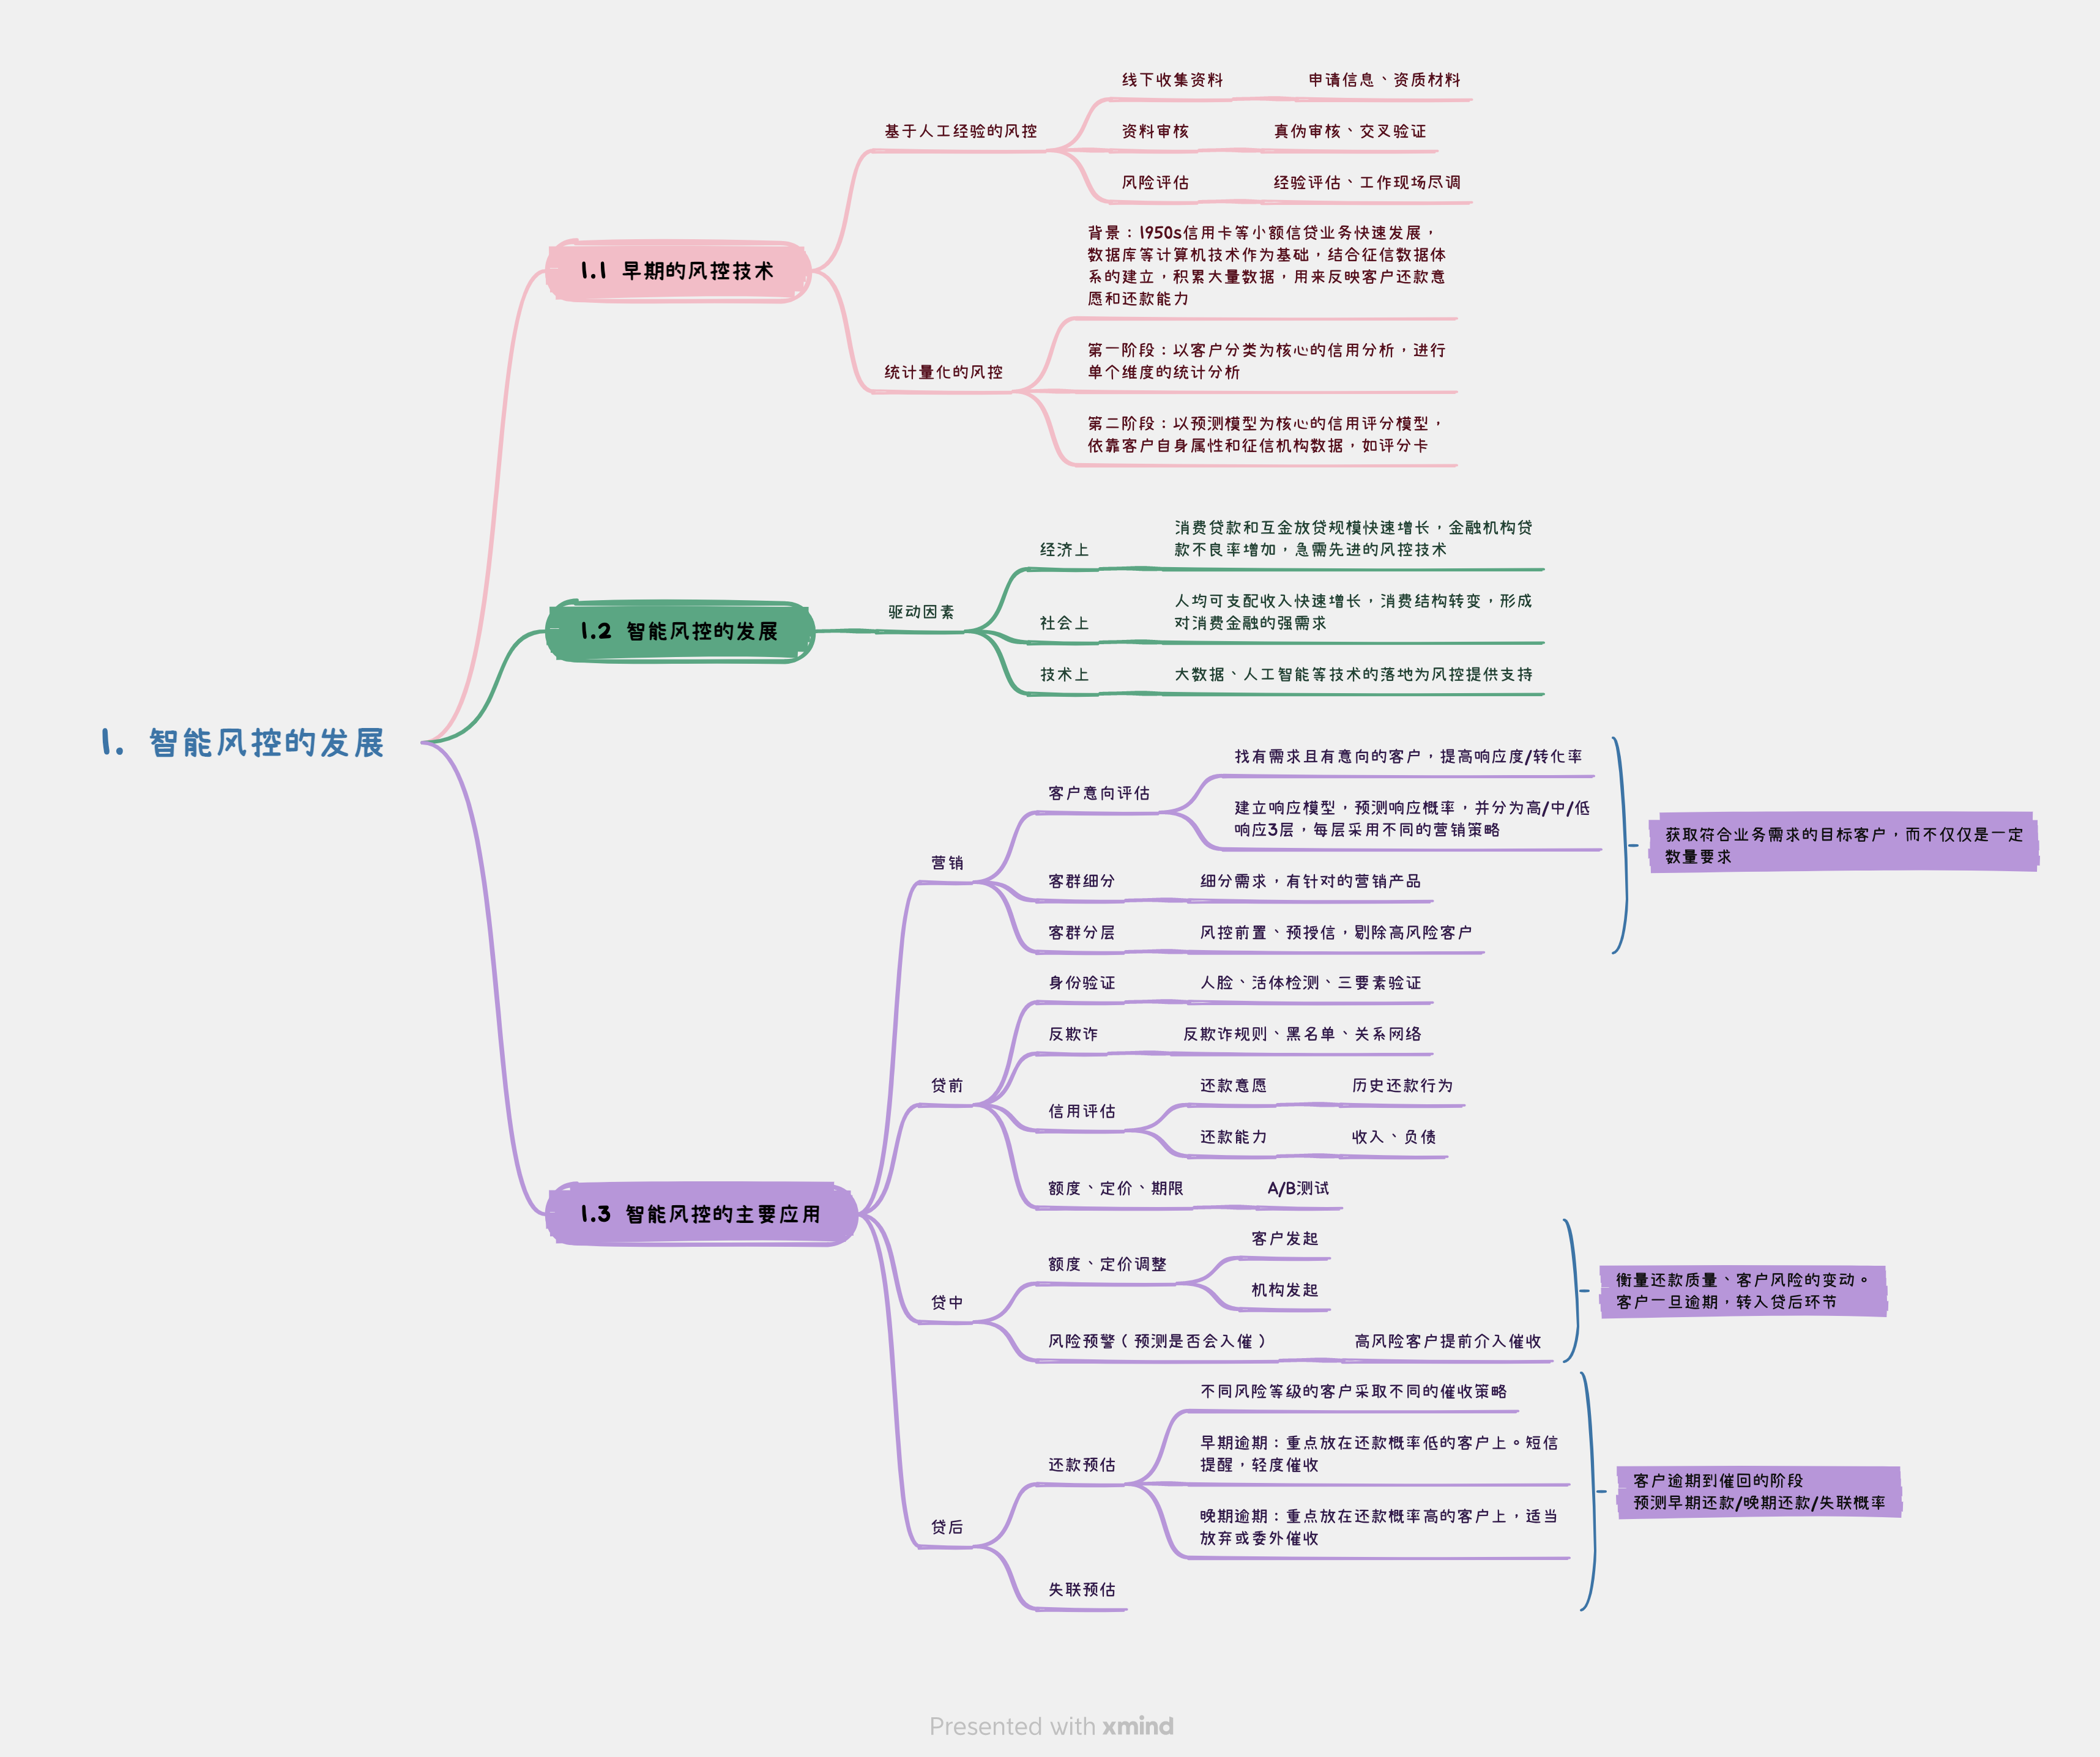 1. 智能风控的发展
1.1 早期的风控技术
基于人工经验的风控
线下收集资料
申请信息、资质材料
资料审核
真伪审核、交叉验证
风险评估
经验评估、工作现场尽调
统计量化的风控
背景：1950s信用卡等小额信贷业务快速发展，
数据库等计算机技术作为基础，结合征信数据体
系的建立，积累大量数据，用来反映客户还款意
愿和还款能力
第一阶段：以客户分类为核心的信用分析，进行
单个维度的统计分析
第二阶段：以预测模型为核心的信用评分模型，
依靠客户自身属性和征信机构数据，如评分卡
1.2 智能风控的发展
驱动因素
经济上
消费贷款和互金放贷规模快速增长，金融机构贷
款不良率增加，急需先进的风控技术
社会上
人均可支配收入快速增长，消费结构转变，形成
对消费金融的强需求
技术上
大数据、人工智能等技术的落地为风控提供支持
1.3 智能风控的主要应用
营销
客户意向评估
找有需求且有意向的客户，提高响应度/转化率
建立响应模型，预测响应概率，并分为高/中/低
响应3层，每层采用不同的营销策略
客群细分
细分需求，有针对的营销产品
客群分层
风控前置、预授信，剔除高风险客户
获取符合业务需求的目标客户，而不仅仅是一定
数量要求
贷前
身份验证
人脸、活体检测、三要素验证
反欺诈
反欺诈规则、黑名单、关系网络
信用评估
还款意愿
历史还款行为
还款能力
收入、负债
额度、定价、期限
A/B测试
贷中
额度、定价调整
客户发起
机构发起
风险预警（预测是否会入催）
高风险客户提前介入催收
衡量还款质量、客户风险的变动。
客户一旦逾期，转入贷后环节
贷后
还款预估
不同风险等级的客户采取不同的催收策略
早期逾期：重点放在还款概率低的客户上。短信
提醒，轻度催收
晚期逾期：重点放在还款概率高的客户上，适当
放弃或委外催收
失联预估
客户逾期到催回的阶段
预测早期还款/晚期还款/失联概率
Presented with xmind